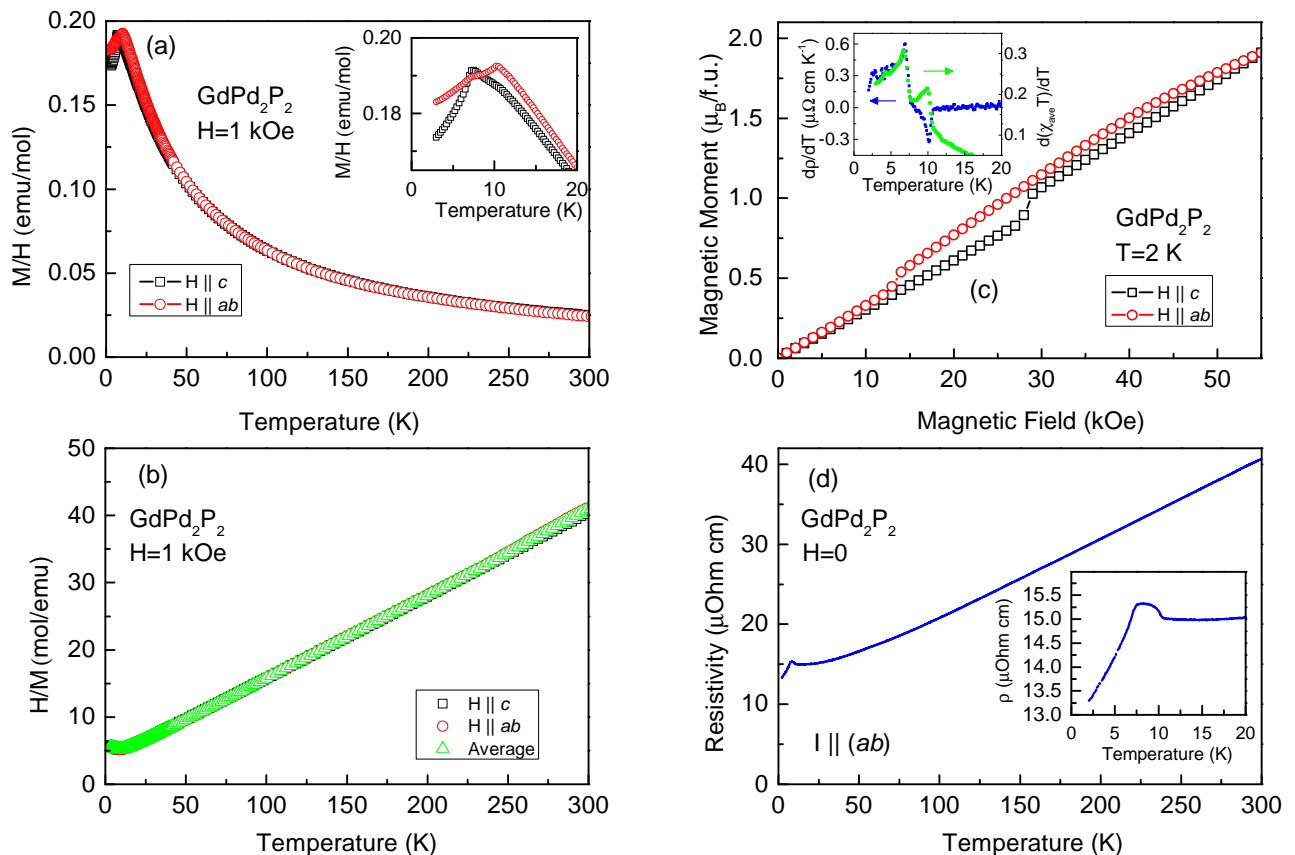 (a)
GdPd₂P₂
H=1 kOe
M/H (emu/mol)
0.20
0.15
0.10
0.05
0.00
50 100 150 200 250 300
Temperature (K)
H || c
H || ab
M/H (emu/mol)
0.20
0.19
0.18
0 10 20
Temperature (K)
(b)
GdPd₂P₂
H=1 kOe
H/M (mol/emu)
50
40
30
20
10
0
0 50 100 150 200 250 300
Temperature (K)
H || c
H || ab
Average
(c)
GdPd₂P₂
T=2 K
Magnetic Moment (μ_B/f.u.)
2.0
1.5
1.0
0.5
0.0
0 10 20 30 40 50
Magnetic Field (kOe)
H || c
H || ab
dρ/dT (μΩ cm K⁻¹)
0.6
0.3
0.0
-0.3
0 5 10 15 20
Temperature (K)
0.3
0.2
0.1
d(χ_ave T)/dT
(d)
GdPd₂P₂
H=0
I || (ab)
Resistivity (μOhm cm)
40
30
20
10
0
0 50 100 150 200 250 300
Temperature (K)
ρ (μOhm cm)
15.5
15.0
14.5
14.0
13.5
13.0
0 5 10 15 20
Temperature (K)